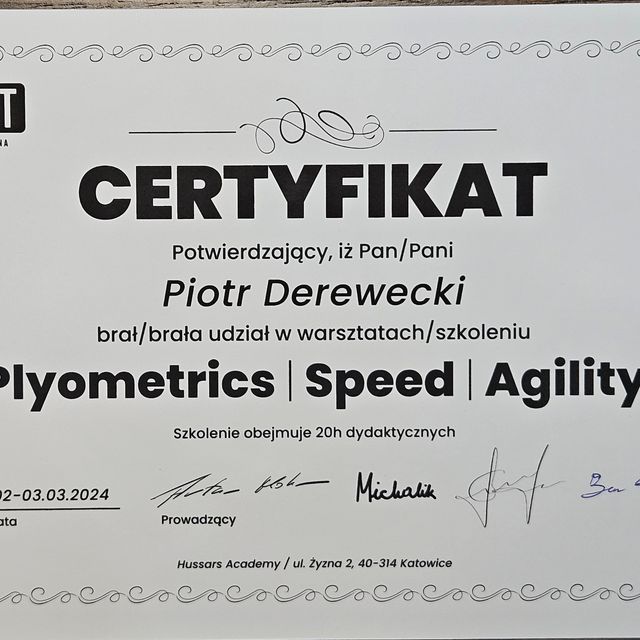 T
NA
CERTYFIKAT
Potwierdzający, iż Pan/Pani
Piotr Derewecki
brał/brała udział w warsztatach/szkoleniu
Plyometrics | Speed | Agility
Szkolenie obejmuje 20h dydaktycznych
02-03.03.2024
Michalik
ata
Prowadzący
Hussars Academy / ul. Żyzna 2, 40-314 Katowice